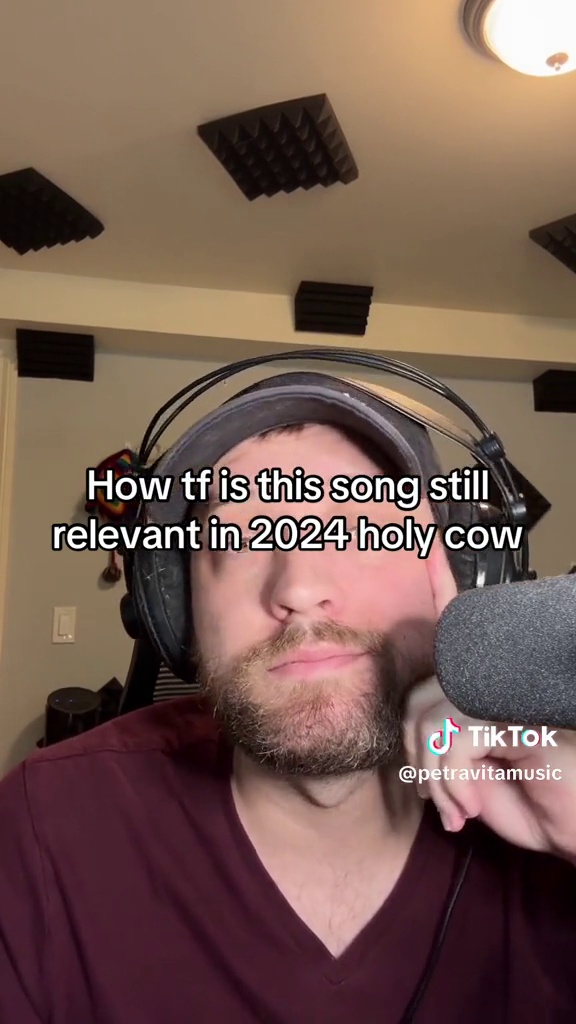 How tf is this song still
relevant in 2024 holy cow
TikTok
@petravitamusic